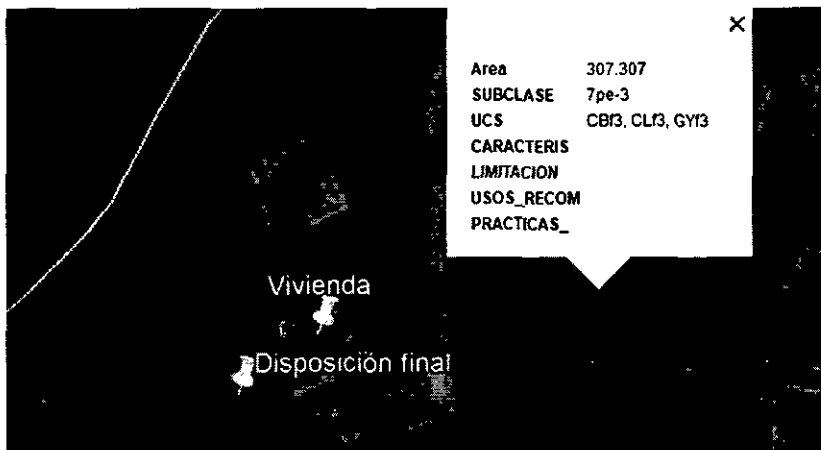 Area 307.307
SUBCLASE 7pe-3
UCS CBf3, CLf3, GYf3
CARACTERIS
LIMITACION
USOS_RECOM
PRACTICAS_
Vivienda
Disposición final